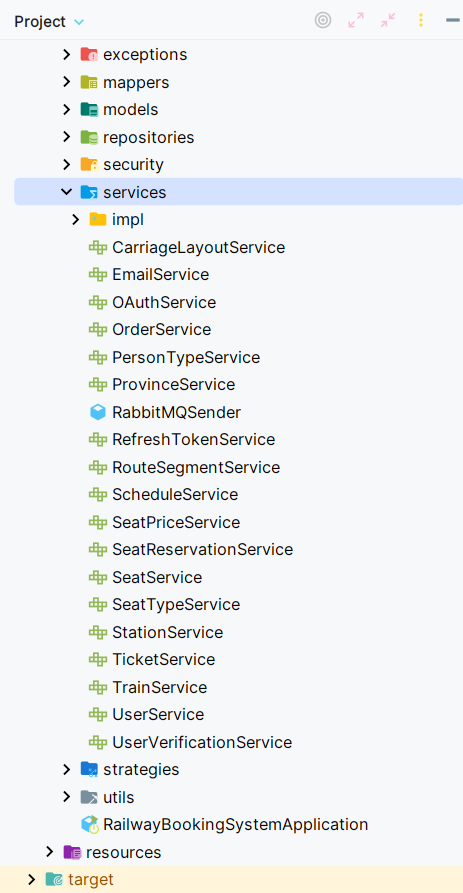 Project
exceptions
mappers
models
repositories
security
services
impl
CarriageLayoutService
EmailService
OAuthService
OrderService
PersonTypeService
ProvinceService
RabbitMQSender
RefreshTokenService
RouteSegmentService
ScheduleService
SeatPriceService
SeatReservationService
SeatService
SeatTypeService
StationService
TicketService
TrainService
UserService
UserVerificationService
strategies
utils
RailwayBookingSystemApplication
resources
target